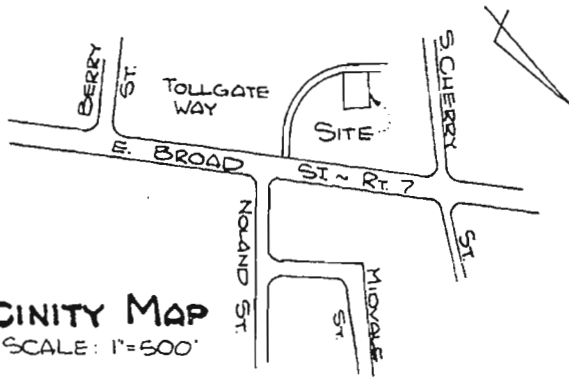 BERRY ST.
TOLLGATE
WAY
SITE
S. CHERRY ST.
E. BROAD ST ~ RT. 7
NOLAND ST.
MIDVALE ST.
CINITY MAP
SCALE: 1"=500'